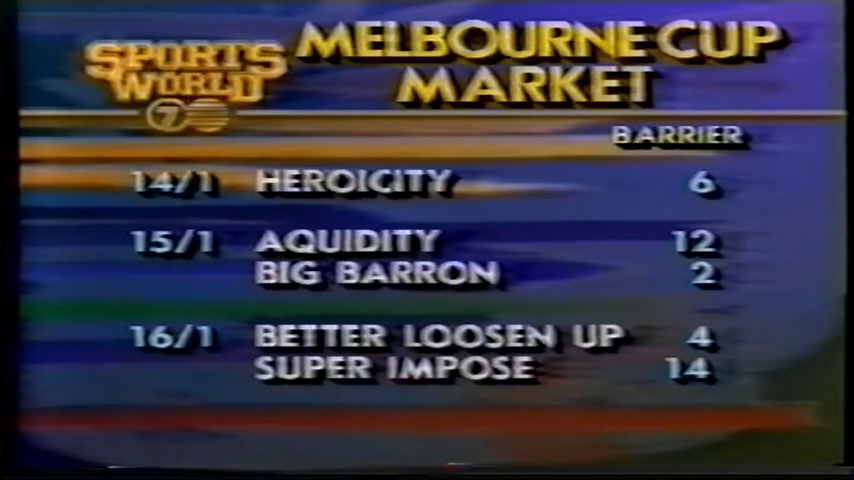 SPORTS
WORLD
7
MELBOURNE CUP
MARKET
BARRIER
14/1 HEROICITY 6
15/1 AQUIDITY 12
BIG BARRON 2
16/1 BETTER LOOSEN UP 4
SUPER IMPOSE 14